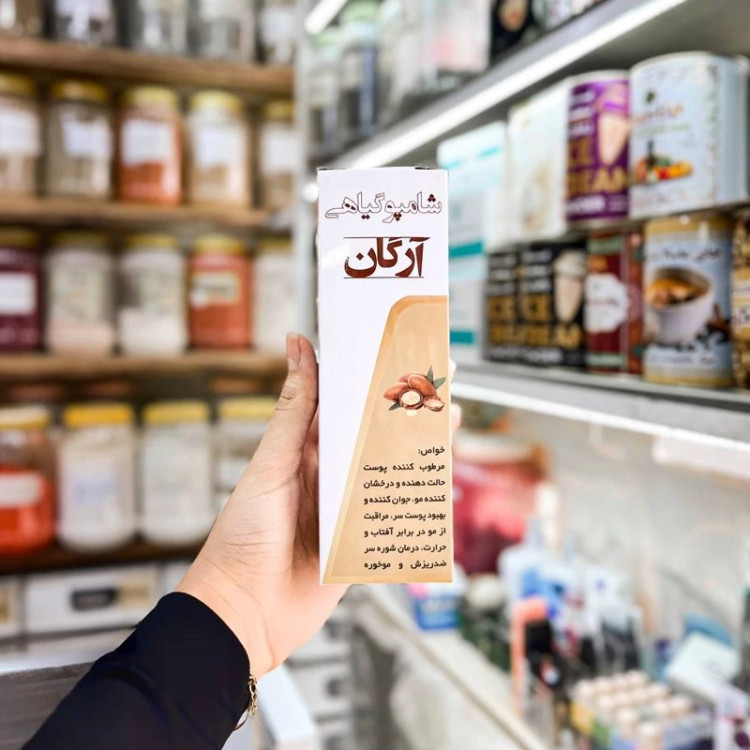 شامپو گیاهی
آرگان
خواص:
مرطوب کننده پوست
حالت دهنده و درخشان
کننده مو، جوان کننده و
بهبود پوست سر، مراقبت
از مو در برابر آفتاب و
حرارت، درمان شوره سر
ضدریزش و موخوره